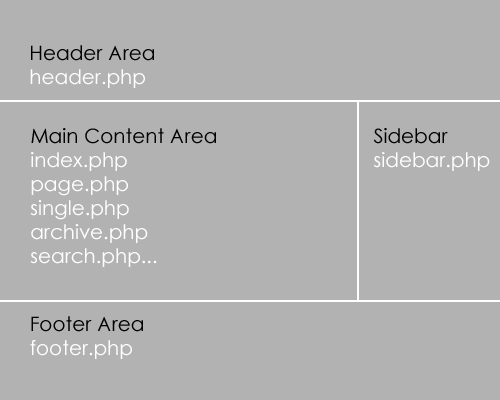 Header Area
header.php
Main Content Area
index.php
page.php
single.php
archive.php
search.php...
Sidebar
sidebar.php
Footer Area
footer.php